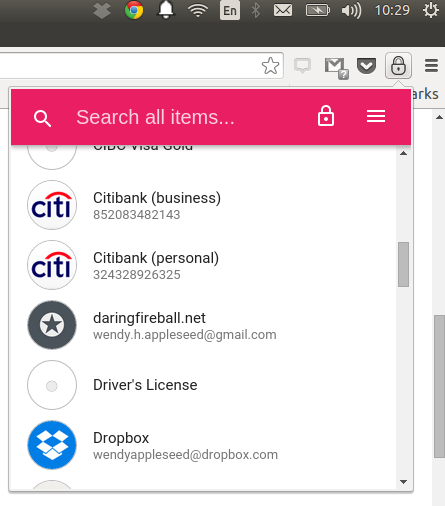 En
10:29
?
arks
Search all items...
CIBC Visa Gold
citi
Citibank (business)
852083482143
citi
Citibank (personal)
324328926325
daringfireball.net
wendy.h.appleseed@gmail.com
Driver's License
Dropbox
wendyappleseed@dropbox.com